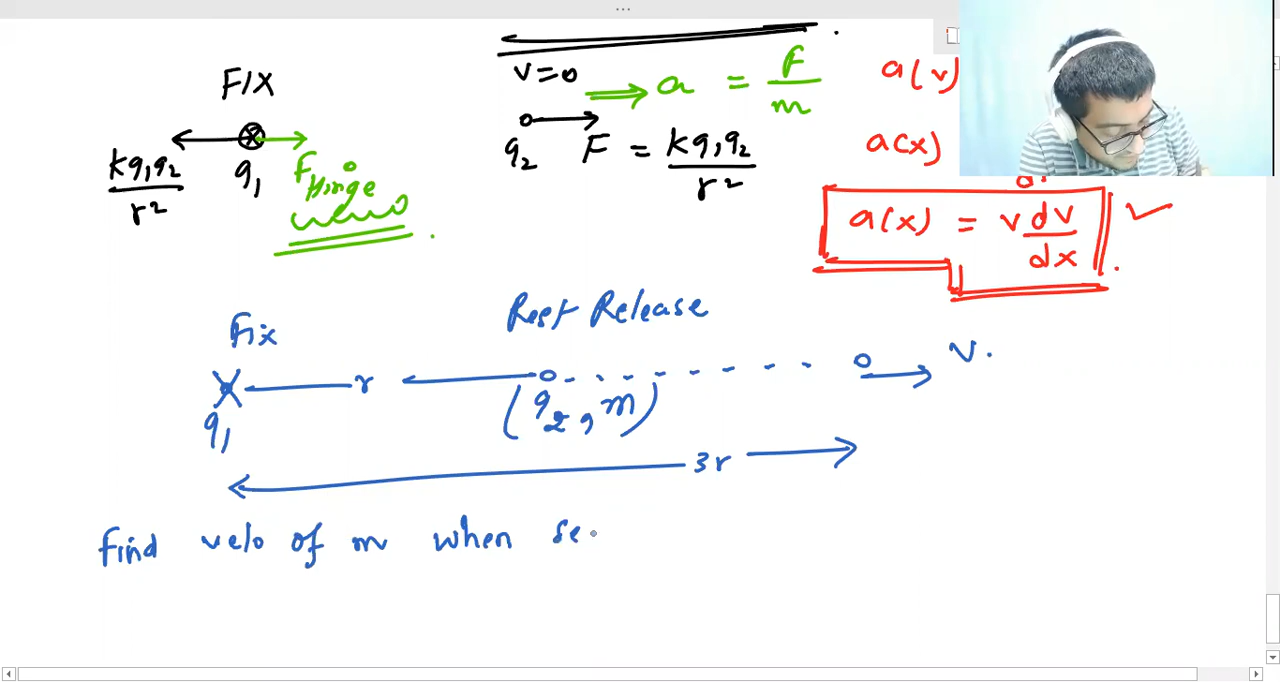 FIX
v=0
⟹ a = F/m
a(v)
kq₁q₂/r²
q₁
F Hinge
q₂
F = kq₁q₂/r²
a(x)
a(x) = v dv/dx ✓
Fix
Rest Release
r
v.
q₁
(q₂, m)
3r
find velo of m when se